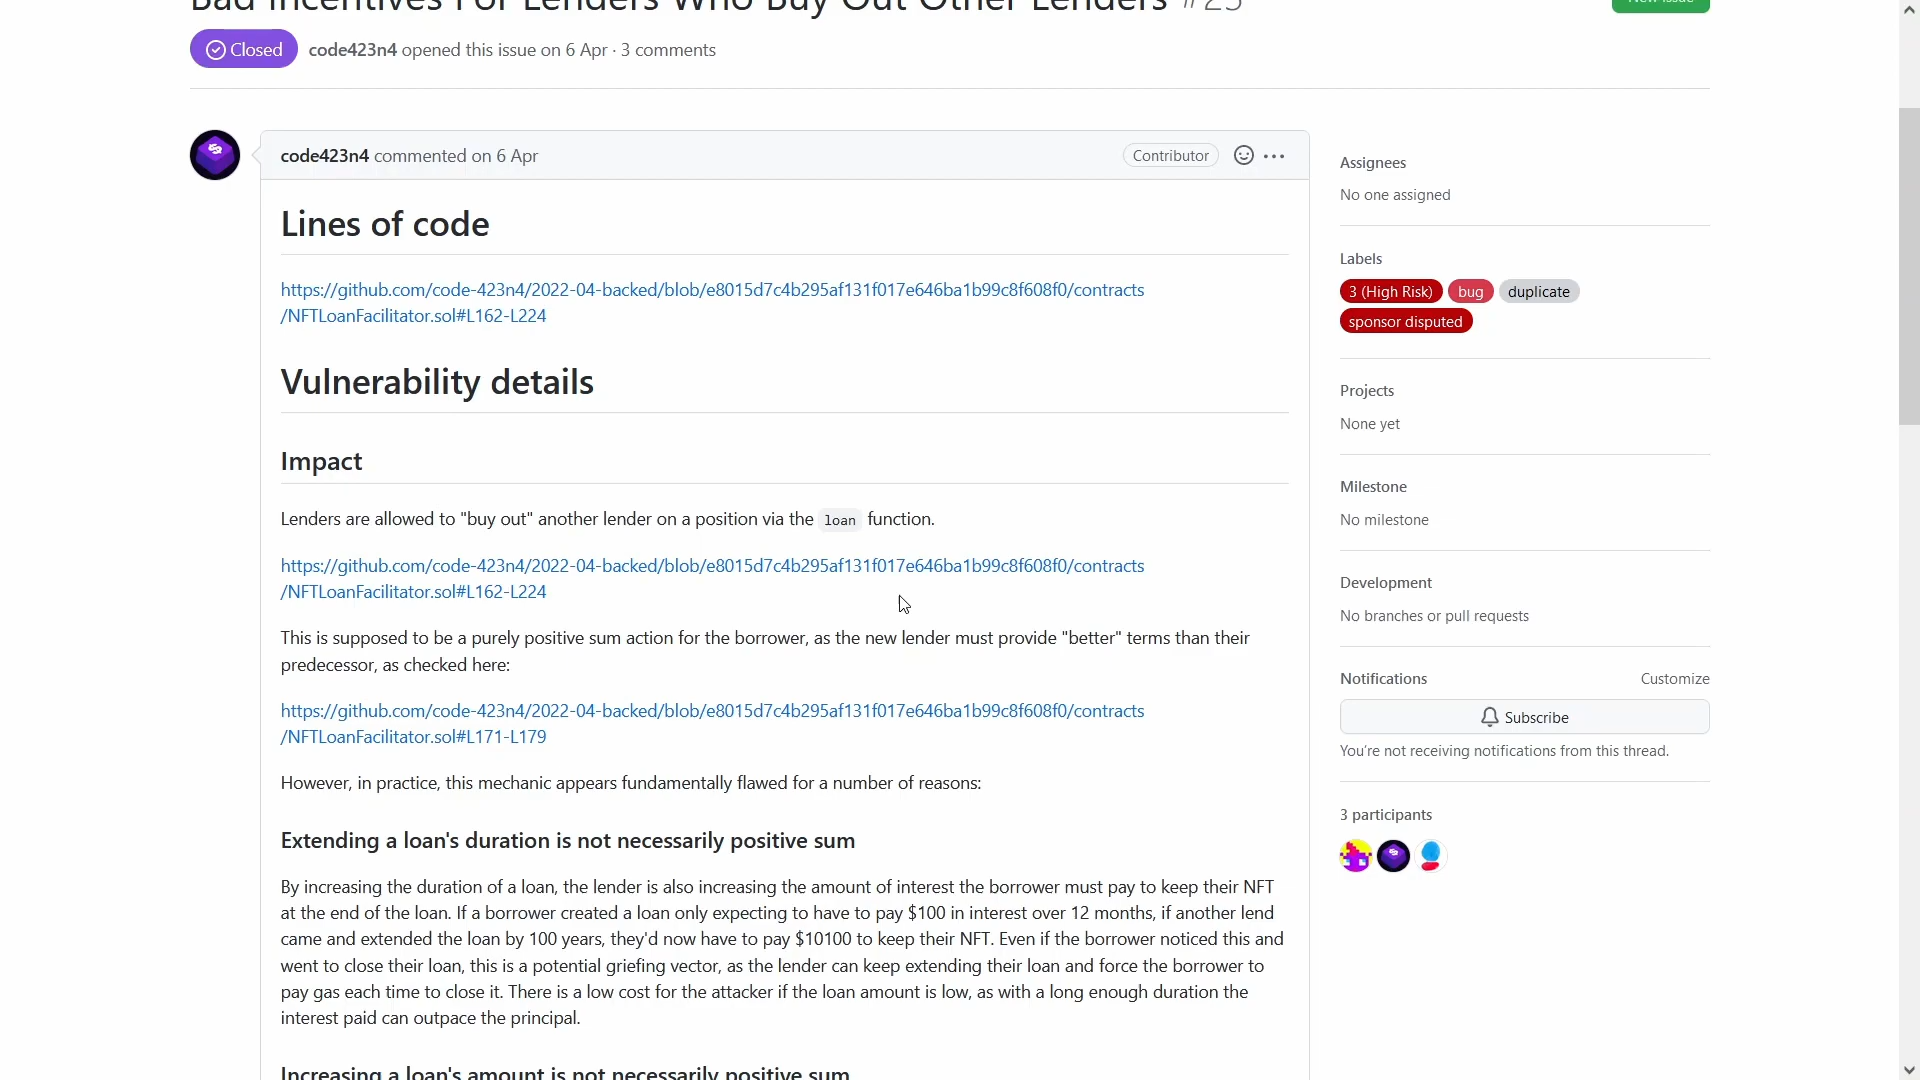 Bad Incentives For Lenders Who Buy Out Other Lenders #25
New issue
Closed
code423n4 opened this issue on 6 Apr · 3 comments
code423n4 commented on 6 Apr
Contributor
Lines of code
https://github.com/code-423n4/2022-04-backed/blob/e8015d7c4b295af131f017e646ba1b99c8f608f0/contracts
/NFTLoanFacilitator.sol#L162-L224
Vulnerability details
Impact
Lenders are allowed to "buy out" another lender on a position via the loan function.
https://github.com/code-423n4/2022-04-backed/blob/e8015d7c4b295af131f017e646ba1b99c8f608f0/contracts
/NFTLoanFacilitator.sol#L162-L224
This is supposed to be a purely positive sum action for the borrower, as the new lender must provide "better" terms than their
predecessor, as checked here:
https://github.com/code-423n4/2022-04-backed/blob/e8015d7c4b295af131f017e646ba1b99c8f608f0/contracts
/NFTLoanFacilitator.sol#L171-L179
However, in practice, this mechanic appears fundamentally flawed for a number of reasons:
Extending a loan's duration is not necessarily positive sum
By increasing the duration of a loan, the lender is also increasing the amount of interest the borrower must pay to keep their NFT
at the end of the loan. If a borrower created a loan only expecting to have to pay $100 in interest over 12 months, if another lend
came and extended the loan by 100 years, they'd now have to pay $10100 to keep their NFT. Even if the borrower noticed this and
went to close their loan, this is a potential griefing vector, as the lender can keep extending their loan and force the borrower to
pay gas each time to close it. There is a low cost for the attacker if the loan amount is low, as with a long enough duration the
interest paid can outpace the principal.
Increasing a loan's amount is not necessarily positive sum
Assignees
No one assigned
Labels
3 (High Risk) bug duplicate
sponsor disputed
Projects
None yet
Milestone
No milestone
Development
No branches or pull requests
Notifications
Customize
Subscribe
You're not receiving notifications from this thread.
3 participants